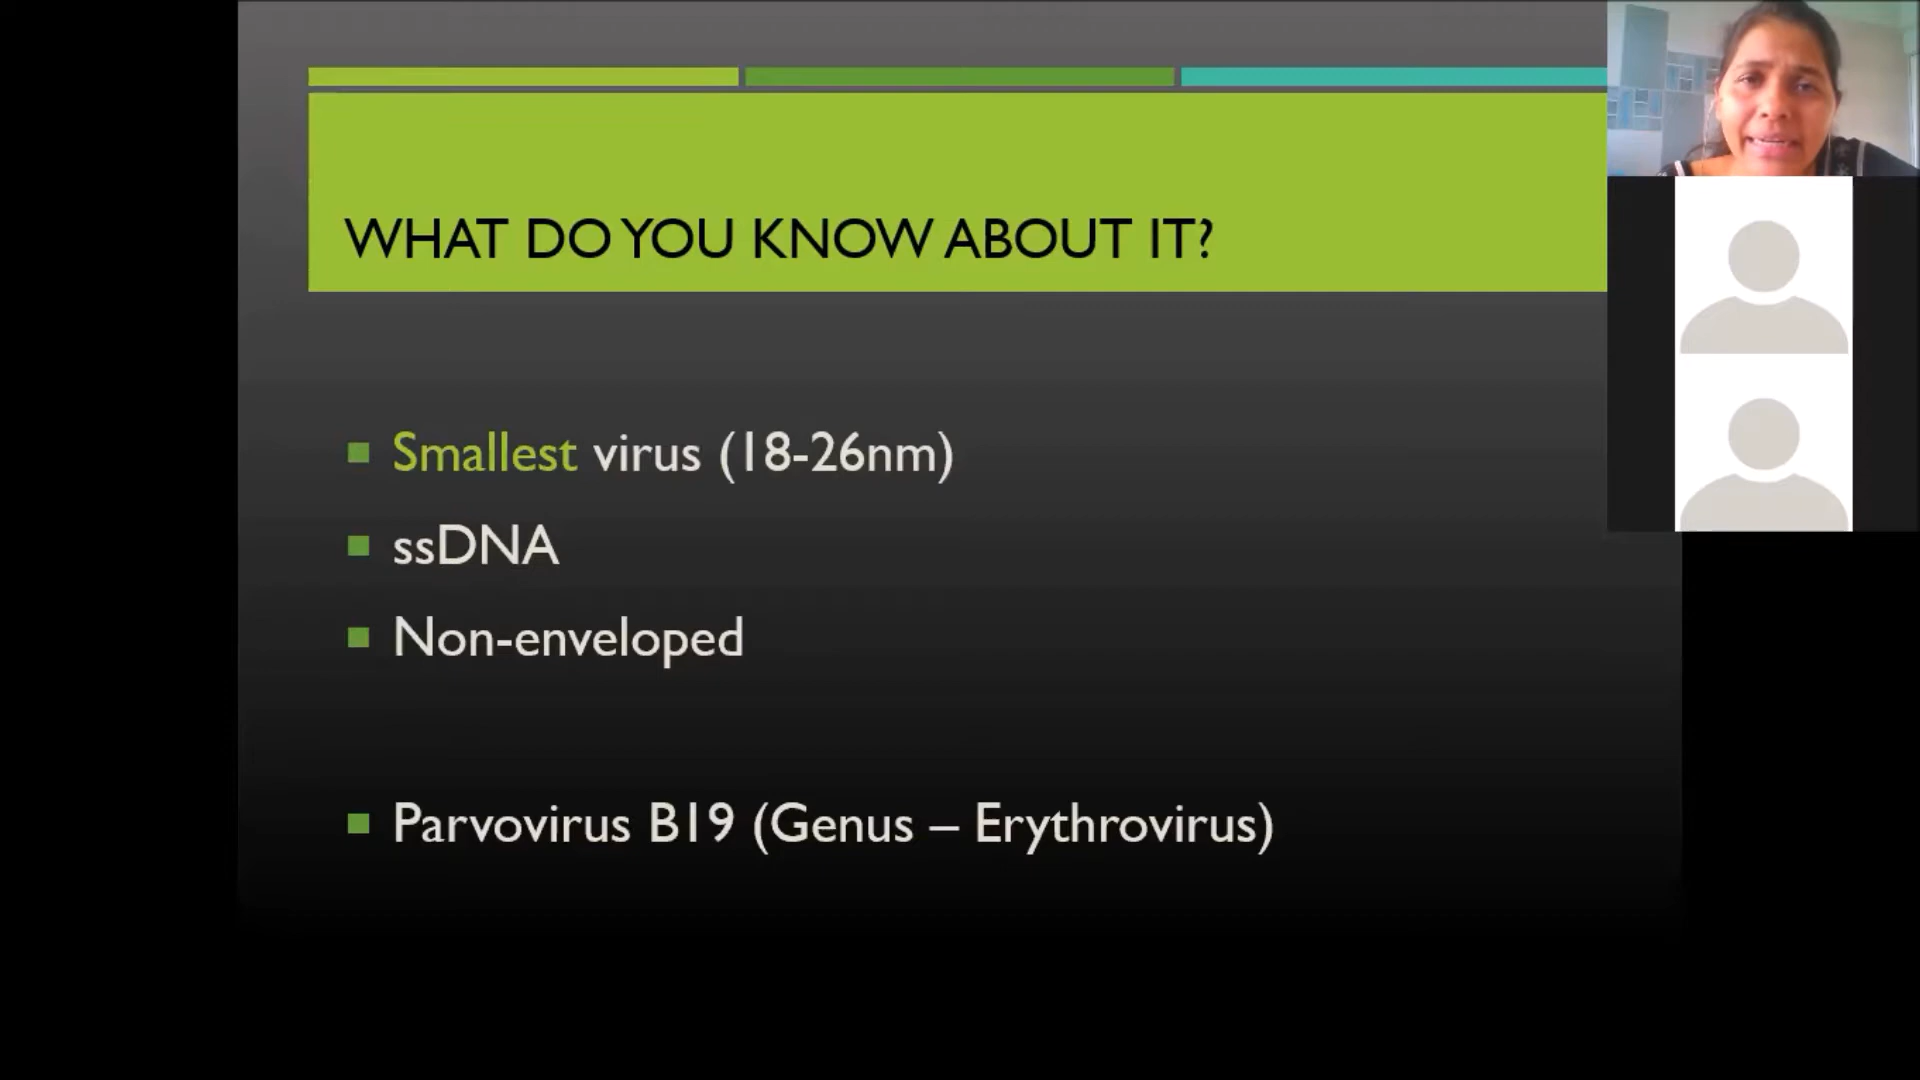 WHAT DO YOU KNOW ABOUT IT?
Smallest virus (18-26nm)
ssDNA
Non-enveloped
Parvovirus B19 (Genus – Erythrovirus)